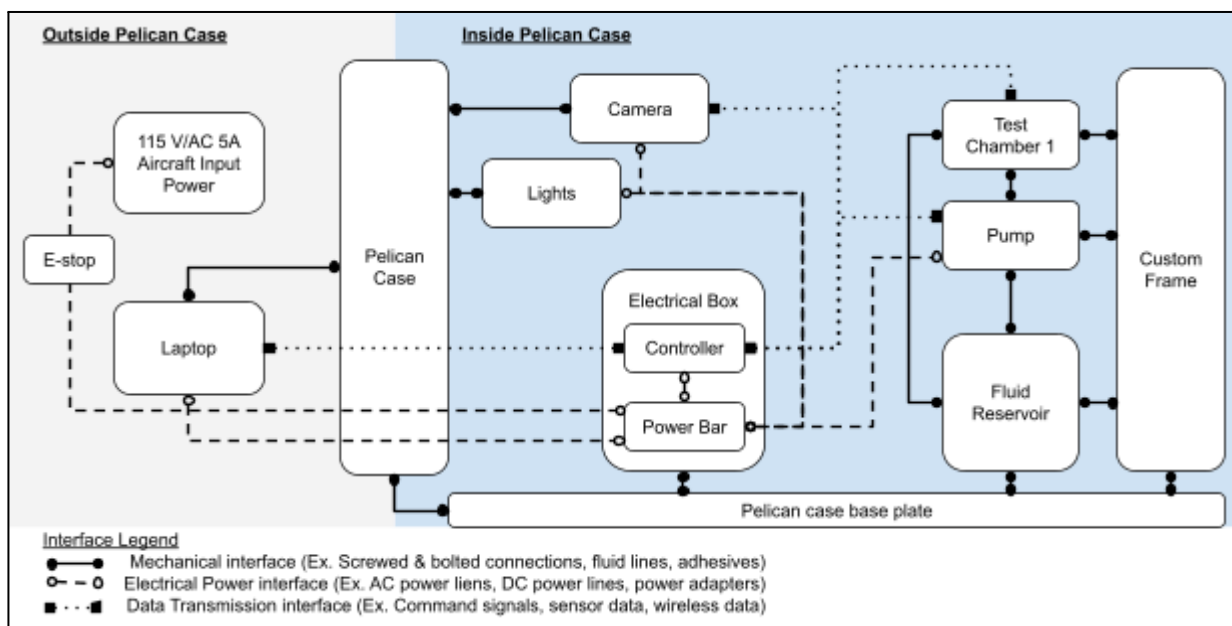 Outside Pelican Case
Inside Pelican Case
115 V/AC 5A
Aircraft Input
Power
E-stop
Laptop
Pelican
Case
Camera
Lights
Electrical Box
Controller
Power Bar
Test
Chamber 1
Pump
Fluid
Reservoir
Custom
Frame
Pelican case base plate
Interface Legend
Mechanical interface (Ex. Screwed & bolted connections, fluid lines, adhesives)
Electrical Power interface (Ex. AC power liens, DC power lines, power adapters)
Data Transmission interface (Ex. Command signals, sensor data, wireless data)